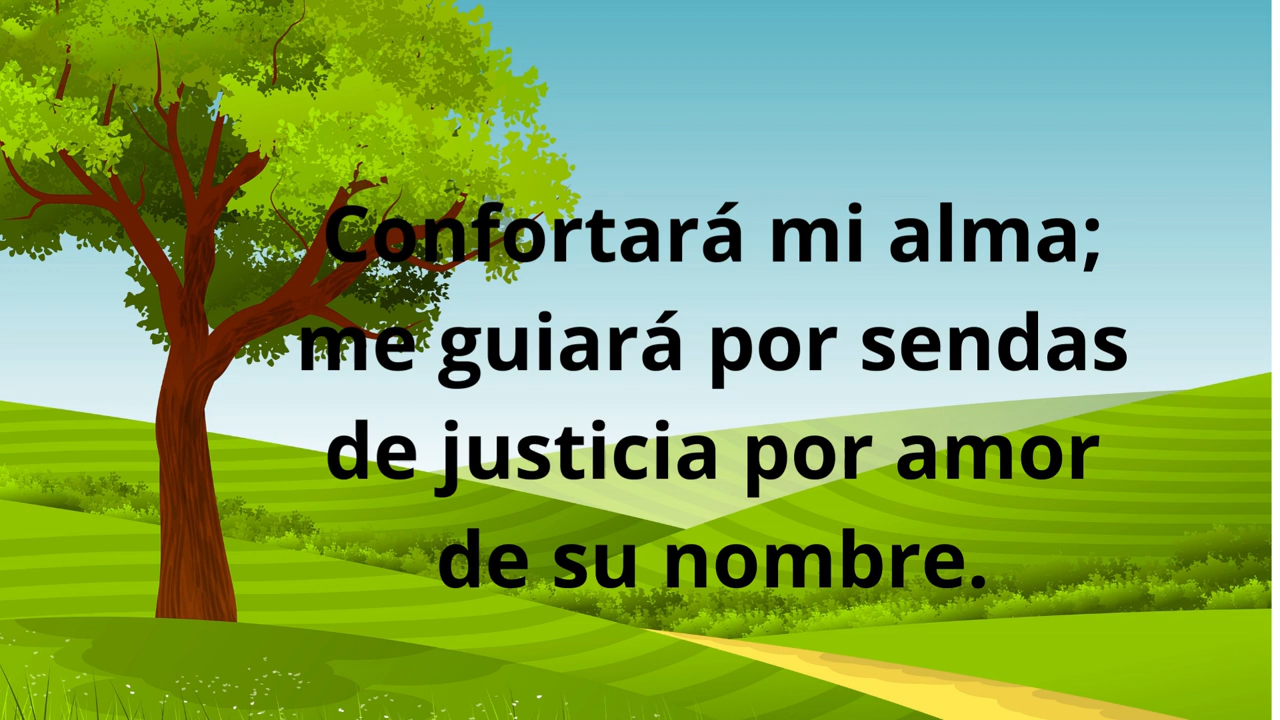 Confortará mi alma;
me guiará por sendas
de justicia por amor
de su nombre.